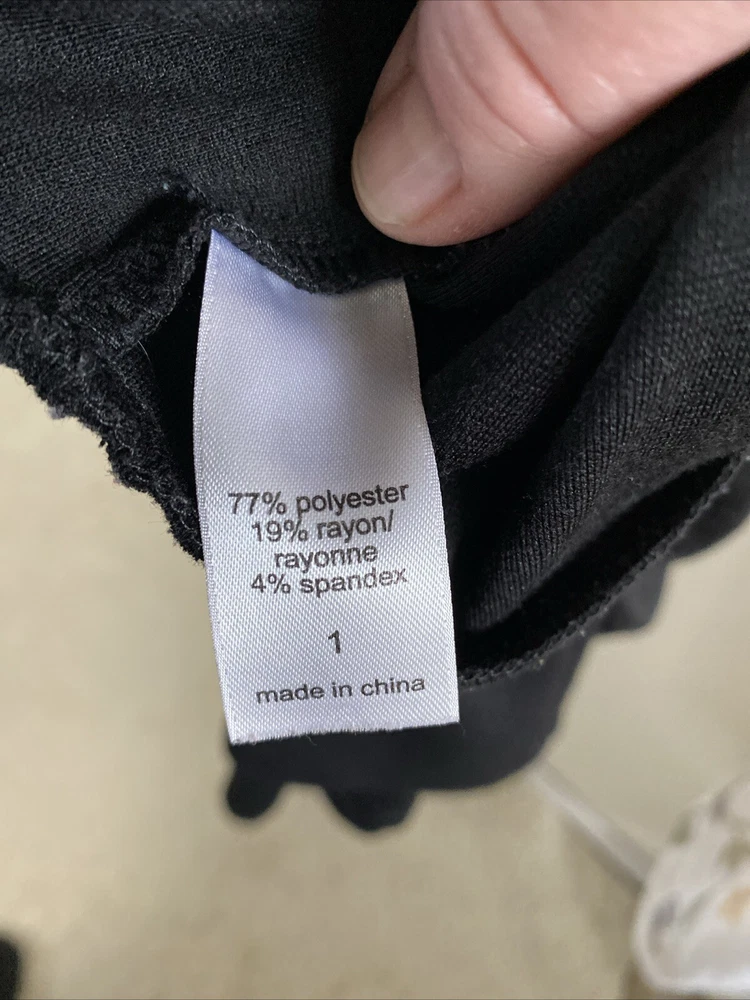 77% polyester
19% rayon/
rayonne
4% spandex
1
made in china